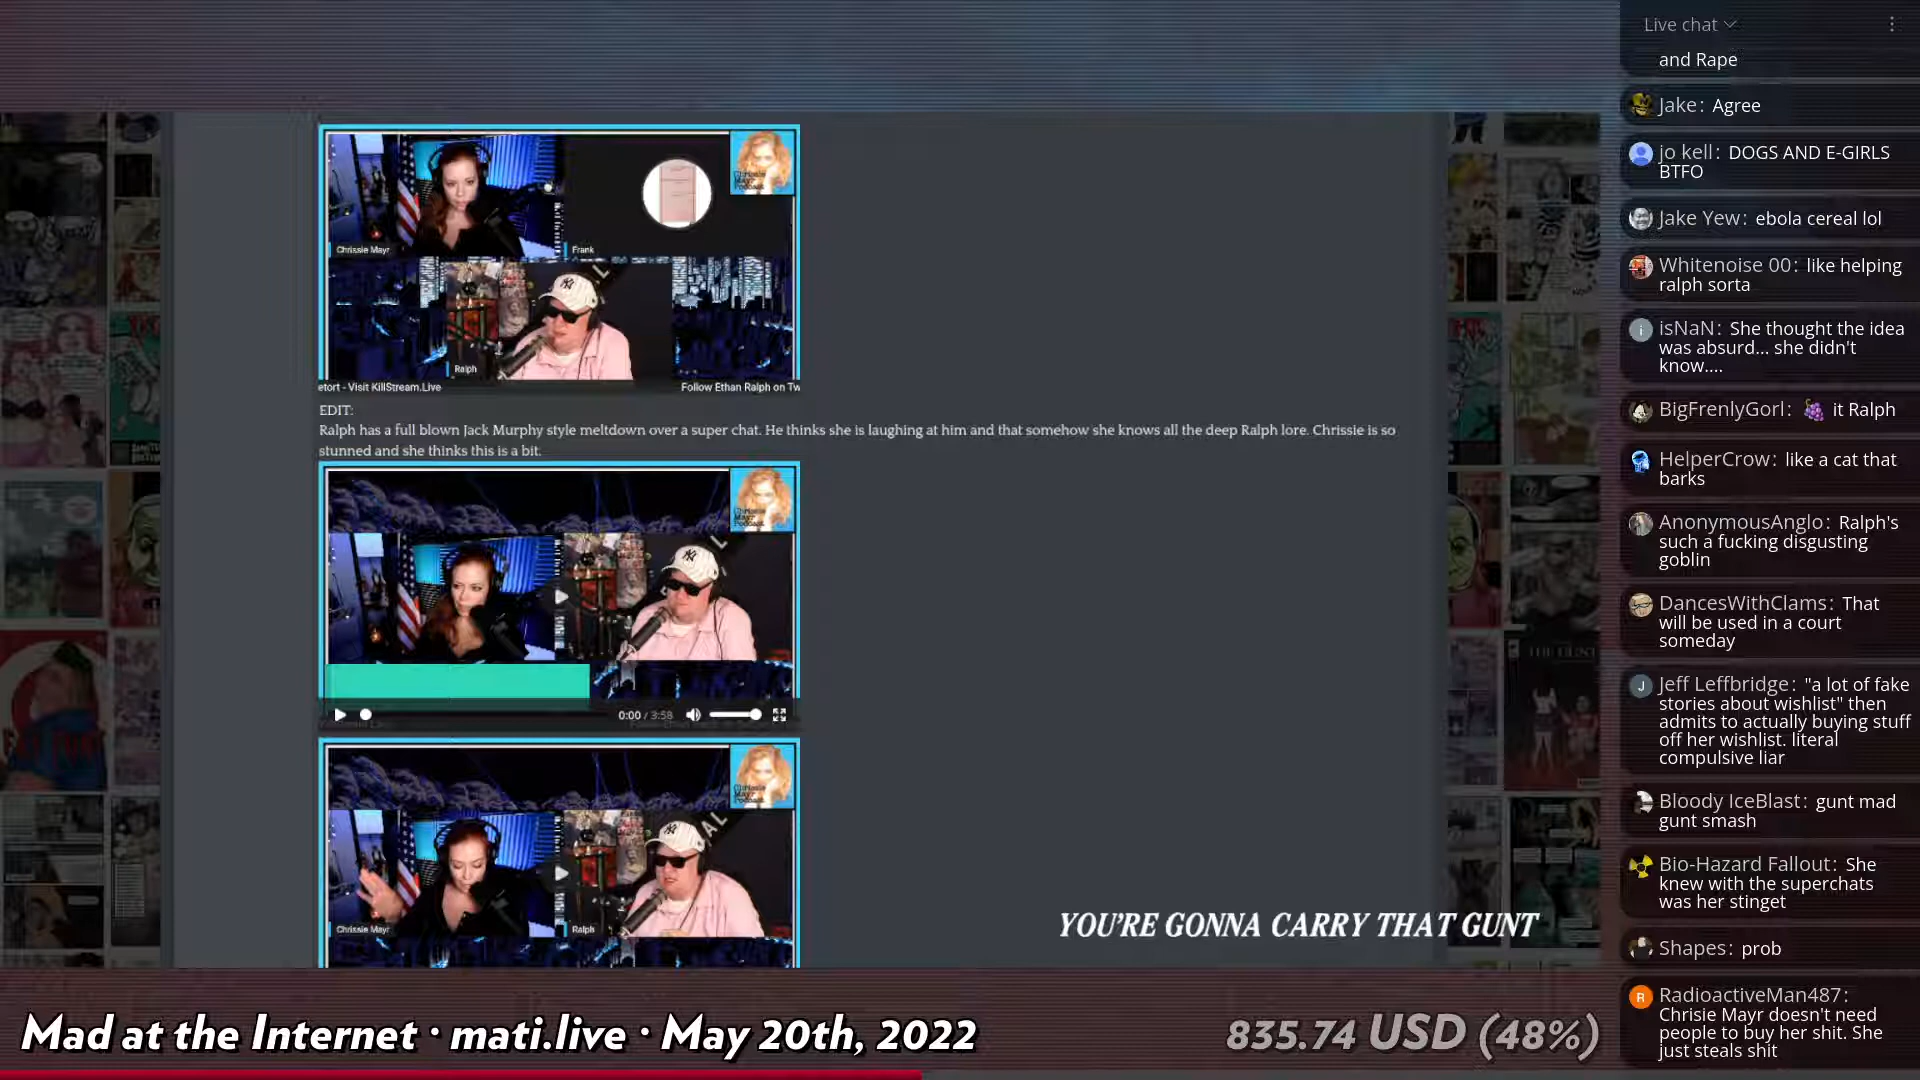 Chrissie Mayr
Frank
Chrissie
Mayr
Podcast
Ralph
etort - Visit KillStream.Live
Follow Ethan Ralph on Tw
EDIT:
Ralph has a full blown Jack Murphy style meltdown over a super chat. He thinks she is laughing at him and that somehow she knows all the deep Ralph lore. Chrissie is so
stunned and she thinks this is a bit.
Chrissie
Mayr
Podcast
0:00 / 3:58
Chrissie
Mayr
Podcast
Chrissie Mayr
Ralph
YOU'RE GONNA CARRY THAT GUNT
Mad at the Internet · mati.live · May 20th, 2022
835.74 USD (48%)
Live chat
and Rape
Jake: Agree
jo kell: DOGS AND E-GIRLS
BTFO
Jake Yew: ebola cereal lol
Whitenoise 00: like helping
ralph sorta
isNaN: She thought the idea
was absurd... she didn't
know....
BigFrenlyGorl: 🍇 it Ralph
HelperCrow: like a cat that
barks
AnonymousAnglo: Ralph's
such a fucking disgusting
goblin
DancesWithClams: That
will be used in a court
someday
Jeff Leffbridge: "a lot of fake
stories about wishlist" then
admits to actually buying stuff
off her wishlist. literal
compulsive liar
Bloody IceBlast: gunt mad
gunt smash
Bio-Hazard Fallout: She
knew with the superchats
was her stinget
Shapes: prob
RadioactiveMan487:
Chrisie Mayr doesn't need
people to buy her shit. She
just steals shit